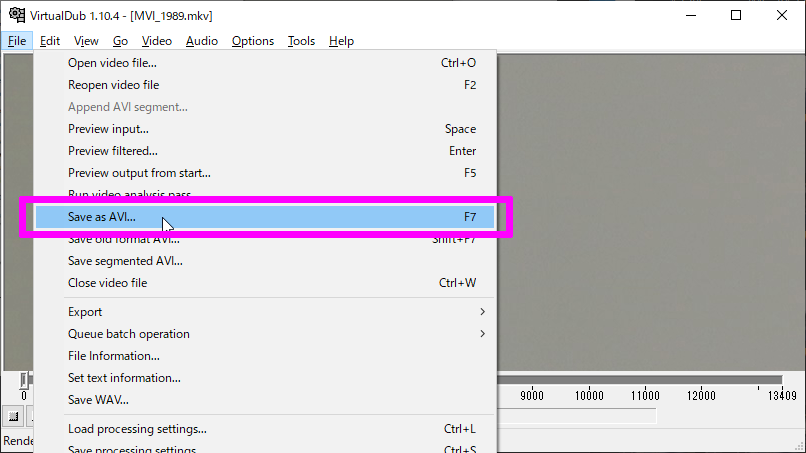 VirtualDub 1.10.4 - [MVI_1989.mkv]
File Edit View Go Video Audio Options Tools Help
Open video file... Ctrl+O
Reopen video file F2
Append AVI segment...
Preview input... Space
Preview filtered... Enter
Preview output from start... F5
Run video analysis pass
Save as AVI... F7
Save old format AVI... Shift+F7
Save segmented AVI...
Close video file Ctrl+W
Export
Queue batch operation
File Information...
Set text information...
Save WAV...
0 9000 10000 11000 12000 13409
Load processing settings... Ctrl+L
Rende
Save processing settings... Ctrl+S